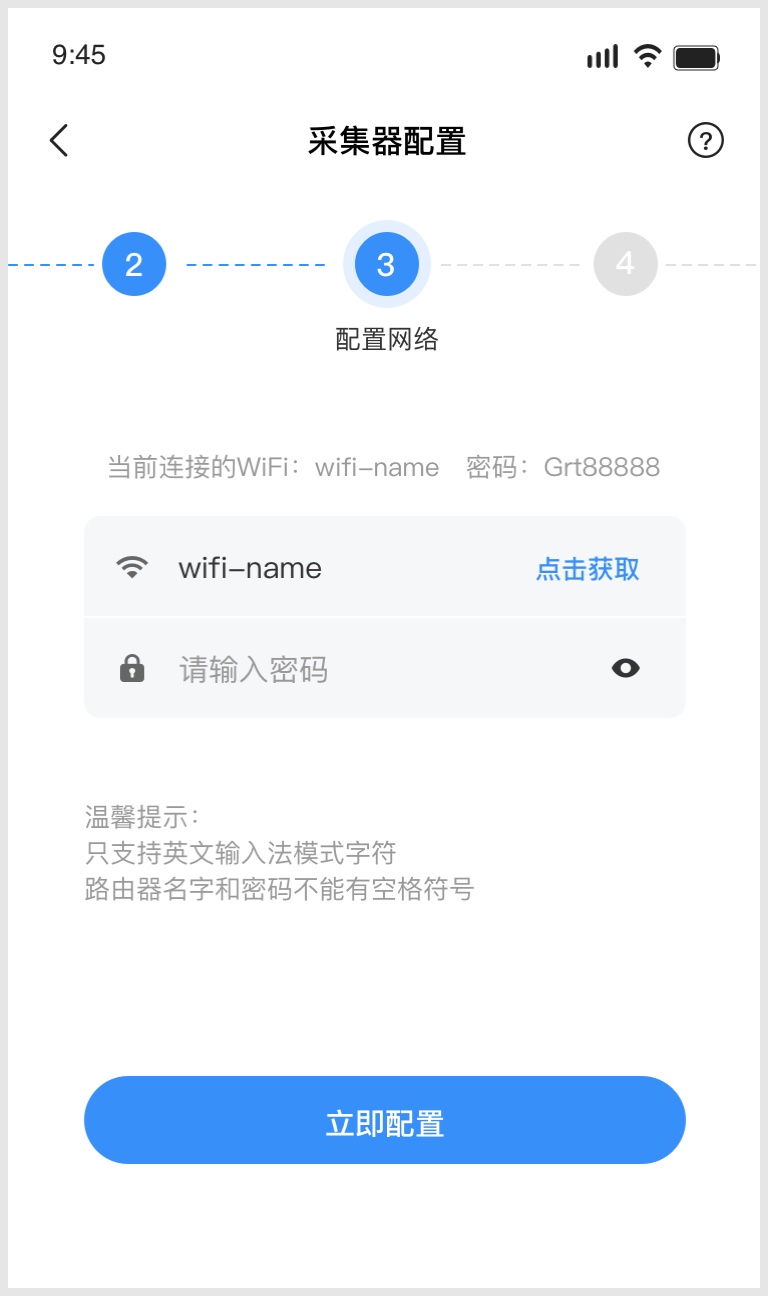 9:45
采集器配置
?
2 3 4
配置网络
当前连接的WiFi：wifi-name 密码：Grt88888
wifi-name 点击获取
请输入密码
温馨提示：
只支持英文输入法模式字符
路由器名字和密码不能有空格符号
立即配置